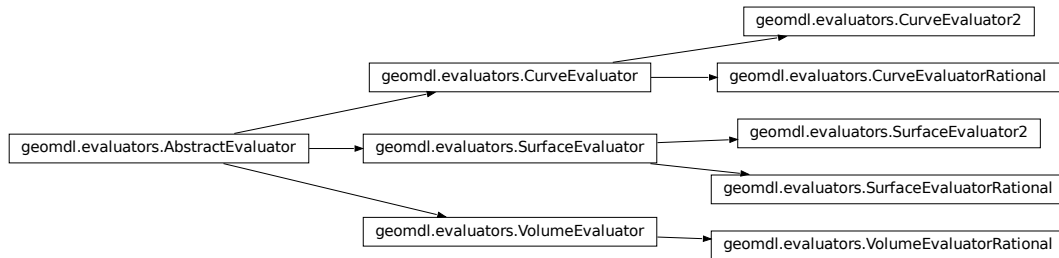 geomdl.evaluators.CurveEvaluator2
geomdl.evaluators.CurveEvaluator
geomdl.evaluators.CurveEvaluatorRational
geomdl.evaluators.AbstractEvaluator
geomdl.evaluators.SurfaceEvaluator
geomdl.evaluators.SurfaceEvaluator2
geomdl.evaluators.SurfaceEvaluatorRational
geomdl.evaluators.VolumeEvaluator
geomdl.evaluators.VolumeEvaluatorRational